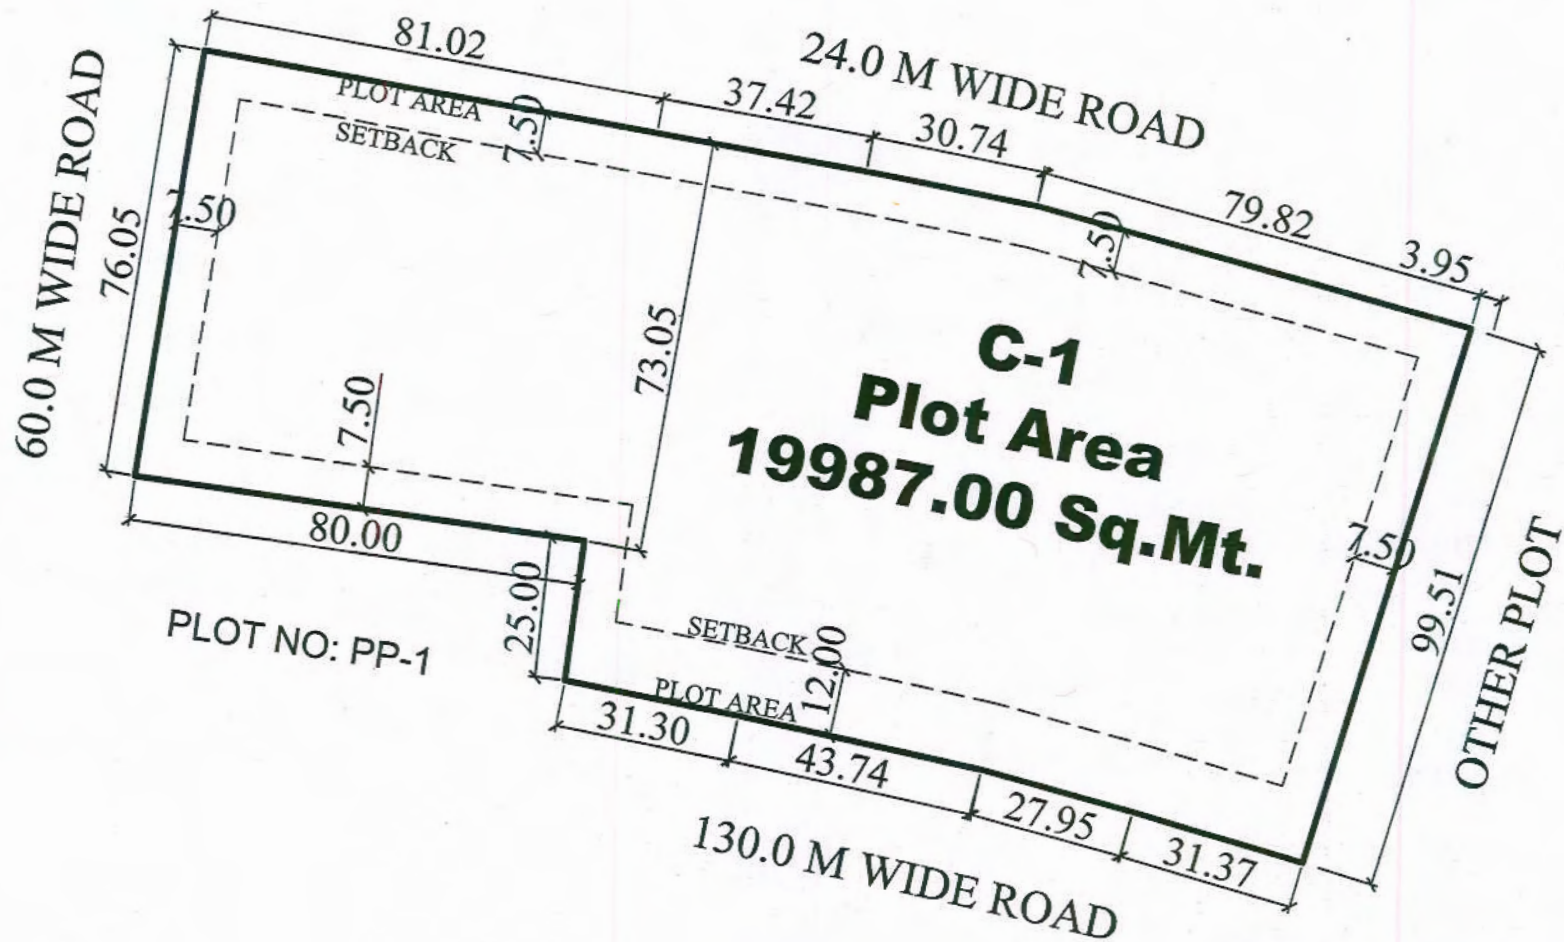 81.02
24.0 M WIDE ROAD
37.42
30.74
79.82
3.95
60.0 M WIDE ROAD
76.05
7.50
PLOT AREA
SETBACK
7.50
7.50
73.05
7.50
C-1
Plot Area
19987.00 Sq.Mt.
7.50
99.51
OTHER PLOT
80.00
25.00
PLOT NO: PP-1
SETBACK
12.00
PLOT AREA
31.30
43.74
27.95
31.37
130.0 M WIDE ROAD